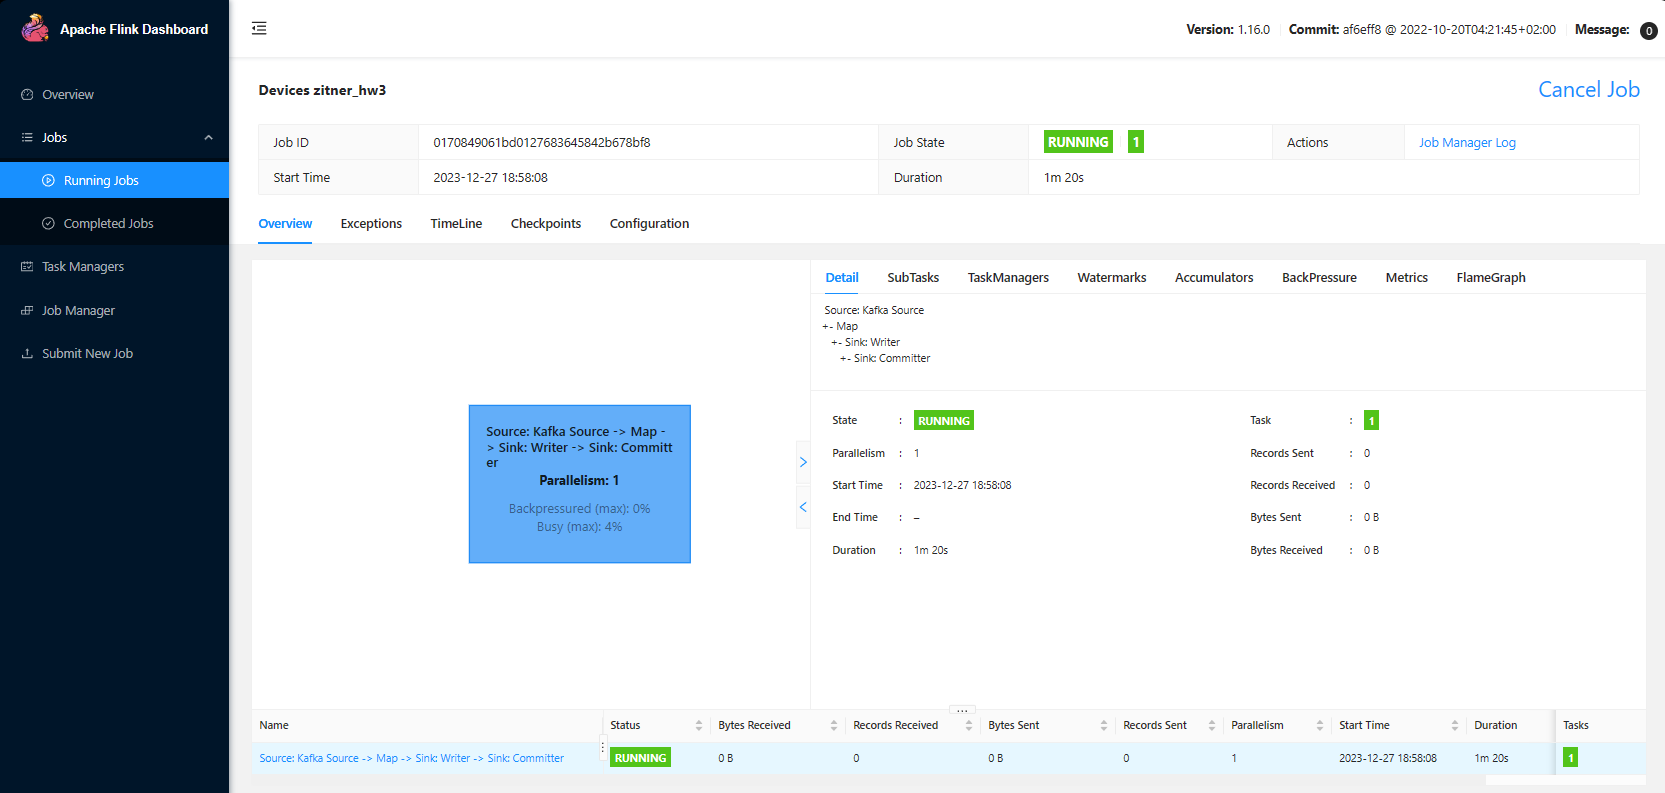 Apache Flink Dashboard
Version: 1.16.0 Commit: af6eff8 @ 2022-10-20T04:21:45+02:00 Message: 0
Overview
Jobs
Running Jobs
Completed Jobs
Task Managers
Job Manager
Submit New Job
Devices zitner_hw3
Cancel Job
Job ID 0170849061bd0127683645842b678bf8 Job State RUNNING 1 Actions Job Manager Log
Start Time 2023-12-27 18:58:08 Duration 1m 20s
Overview Exceptions TimeLine Checkpoints Configuration
Source: Kafka Source -> Map -
> Sink: Writer -> Sink: Committ
er
Parallelism: 1
Backpressured (max): 0%
Busy (max): 4%
Detail SubTasks TaskManagers Watermarks Accumulators BackPressure Metrics FlameGraph
Source: Kafka Source
+- Map
+- Sink: Writer
+- Sink: Committer
State : RUNNING Task : 1
Parallelism : 1 Records Sent : 0
Start Time : 2023-12-27 18:58:08 Records Received : 0
End Time : – Bytes Sent : 0 B
Duration : 1m 20s Bytes Received : 0 B
Name Status Bytes Received Records Received Bytes Sent Records Sent Parallelism Start Time Duration Tasks
Source: Kafka Source -> Map -> Sink: Writer -> Sink: Committer RUNNING 0 B 0 0 B 0 1 2023-12-27 18:58:08 1m 20s 1